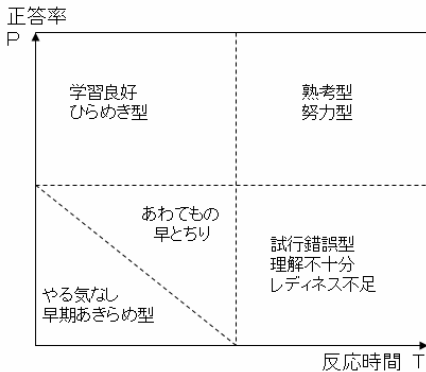 正答率
P
学習良好
ひらめき型
熟考型
努力型
あわてもの
早とちり
試行錯誤型
理解不十分
レディネス不足
やる気なし
早期あきらめ型
反応時間 T